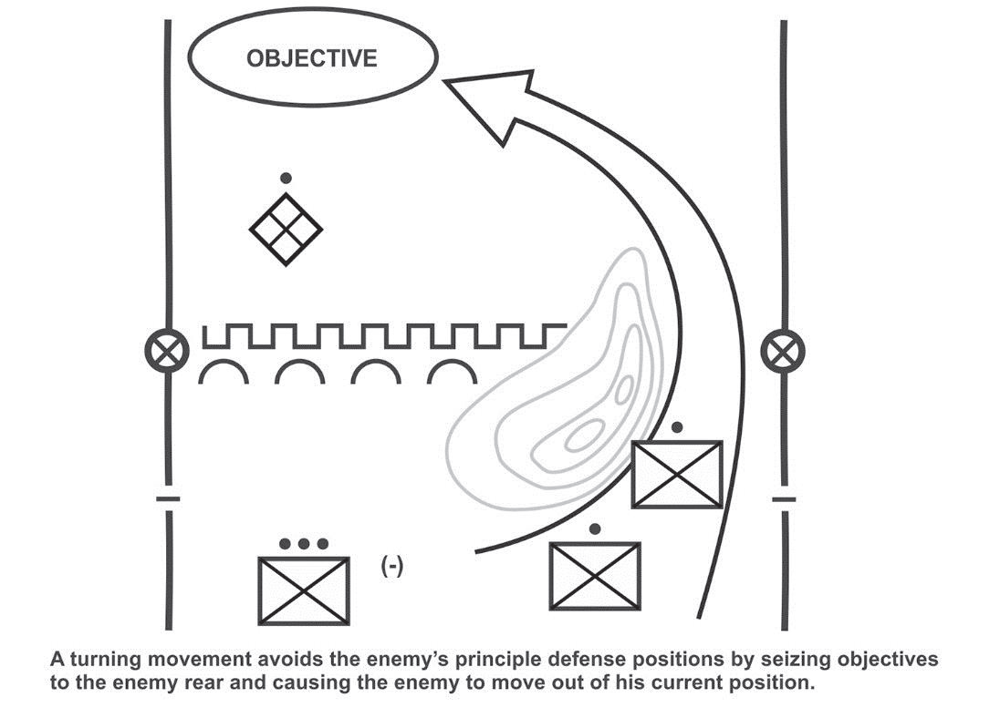 OBJECTIVE
(-)
A turning movement avoids the enemy's principle defense positions by seizing objectives
to the enemy rear and causing the enemy to move out of his current position.